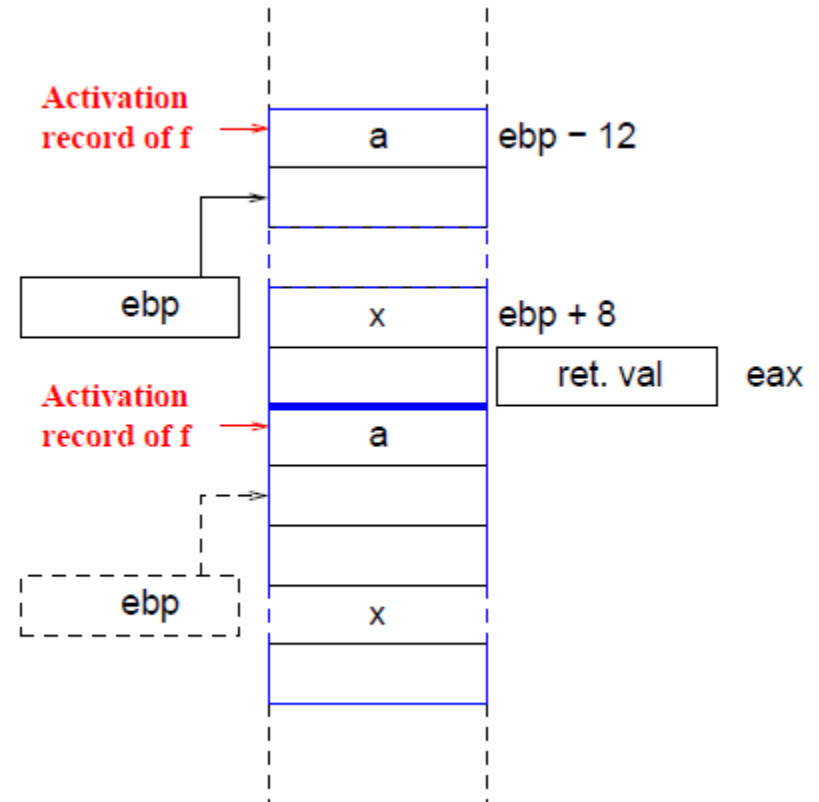 Activation
record of f
a
ebp − 12
ebp
x
ebp + 8
ret. val
eax
Activation
record of f
a
ebp
x